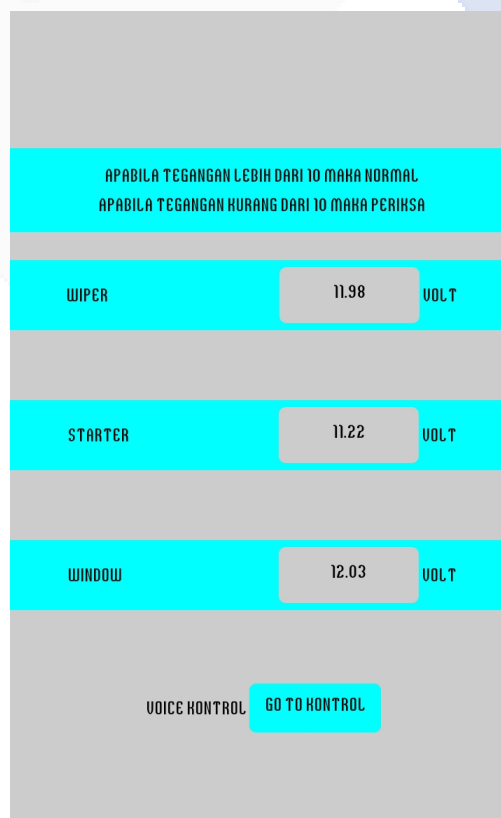 APABILA TEGANGAN LEBIH DARI 10 MAKA NORMAL
APABILA TEGANGAN KURANG DARI 10 MAKA PERIKSA
WIPER 11.98 VOLT
STARTER 11.22 VOLT
WINDOW 12.03 VOLT
VOICE KONTROL GO TO KONTROL